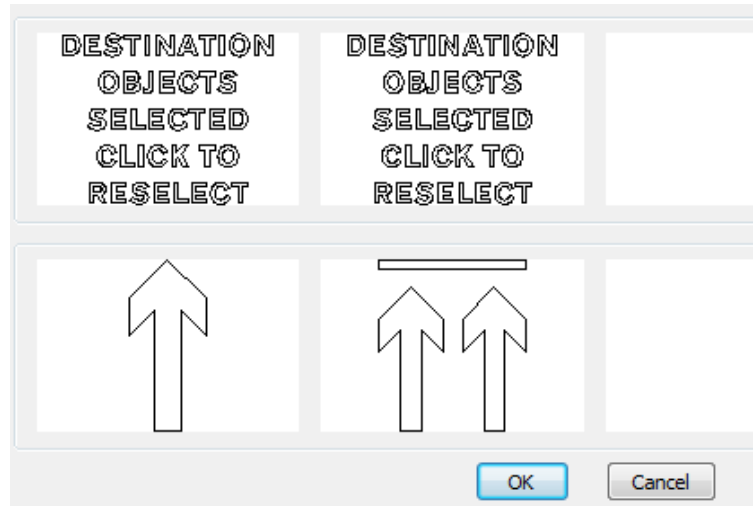 DESTINATION
OBJECTS
SELECTED
CLICK TO
RESELECT
DESTINATION
OBJECTS
SELECTED
CLICK TO
RESELECT
OK
Cancel